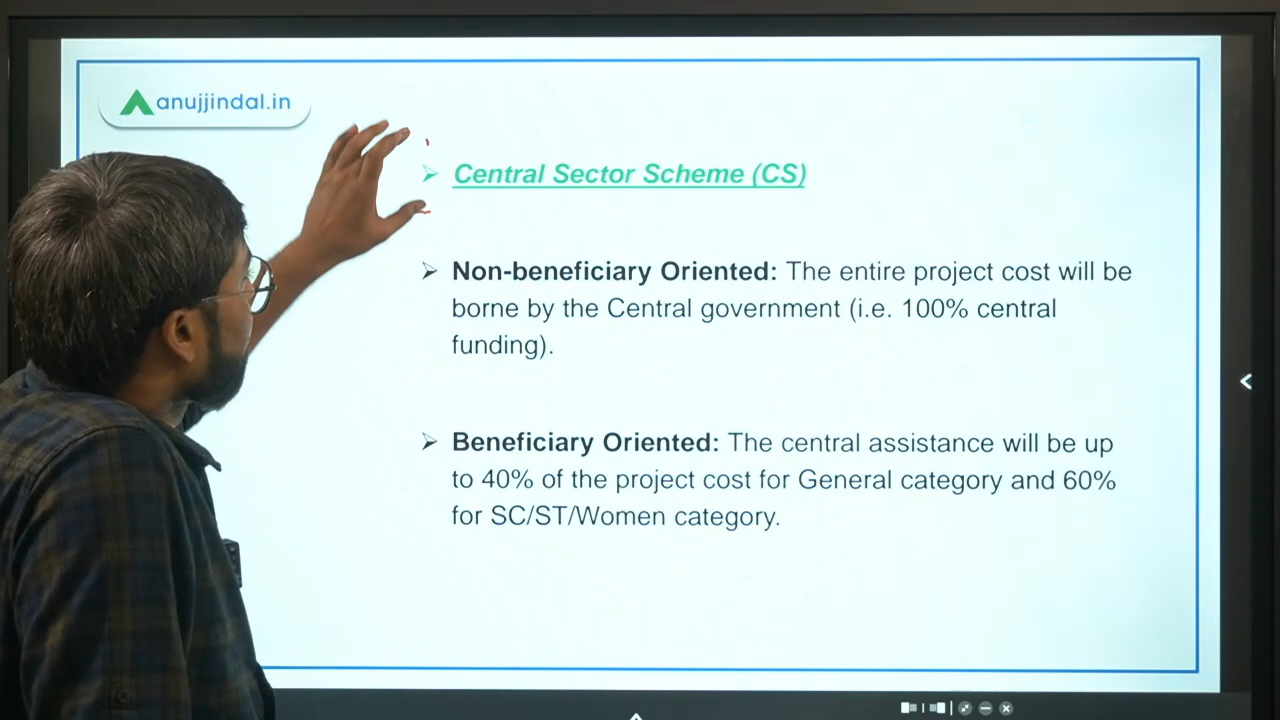 anujjindal.in
➢ Central Sector Scheme (CS)
➢ Non-beneficiary Oriented: The entire project cost will be
borne by the Central government (i.e. 100% central
funding).
➢ Beneficiary Oriented: The central assistance will be up
to 40% of the project cost for General category and 60%
for SC/ST/Women category.